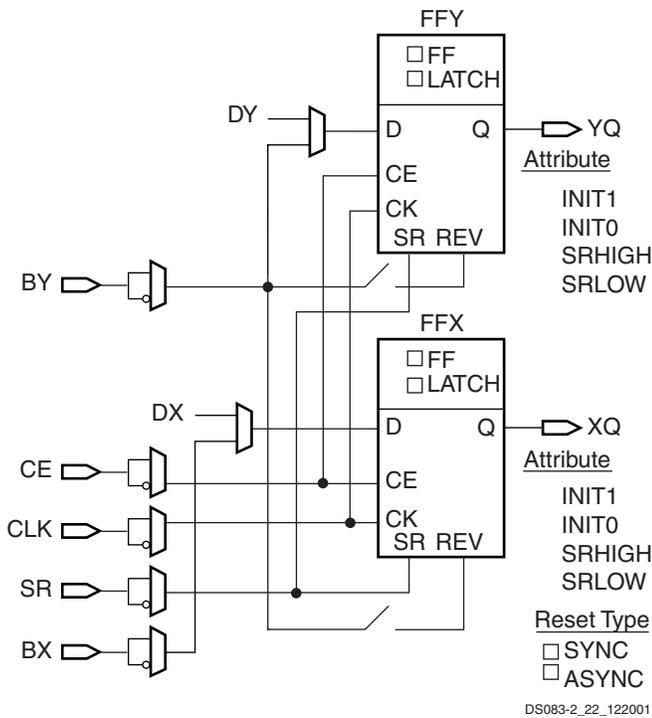 FFY
FF
LATCH
DY
D
Q
YQ
Attribute
CE
CK
INIT1
INIT0
SRHIGH
SRLOW
SR REV
BY
FFX
FF
LATCH
DX
D
Q
XQ
Attribute
CE
CE
INIT1
INIT0
SRHIGH
SRLOW
CLK
CK
SR REV
SR
Reset Type
SYNC
ASYNC
BX
DS083-2_22_122001